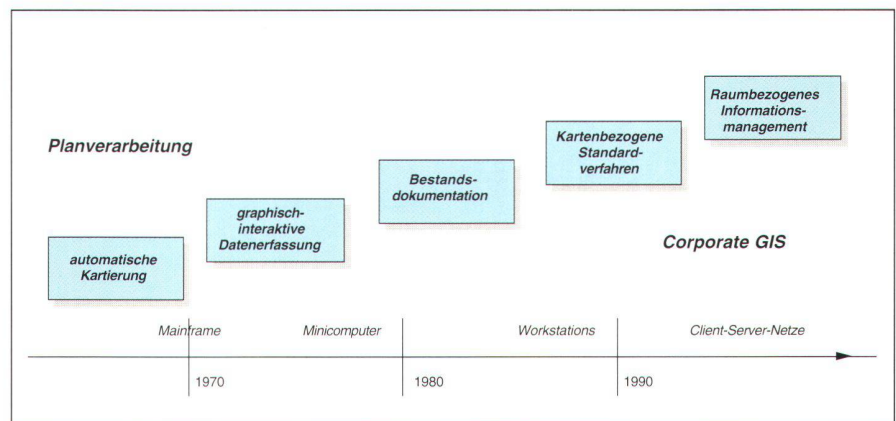 Planverarbeitung
automatische
Kartierung
graphisch-
interaktive
Datenerfassung
Bestands-
dokumentation
Kartenbezogene
Standard-
verfahren
Raumbezogenes
Informations-
management
Corporate GIS
Mainframe
Minicomputer
Workstations
Client-Server-Netze
1970
1980
1990